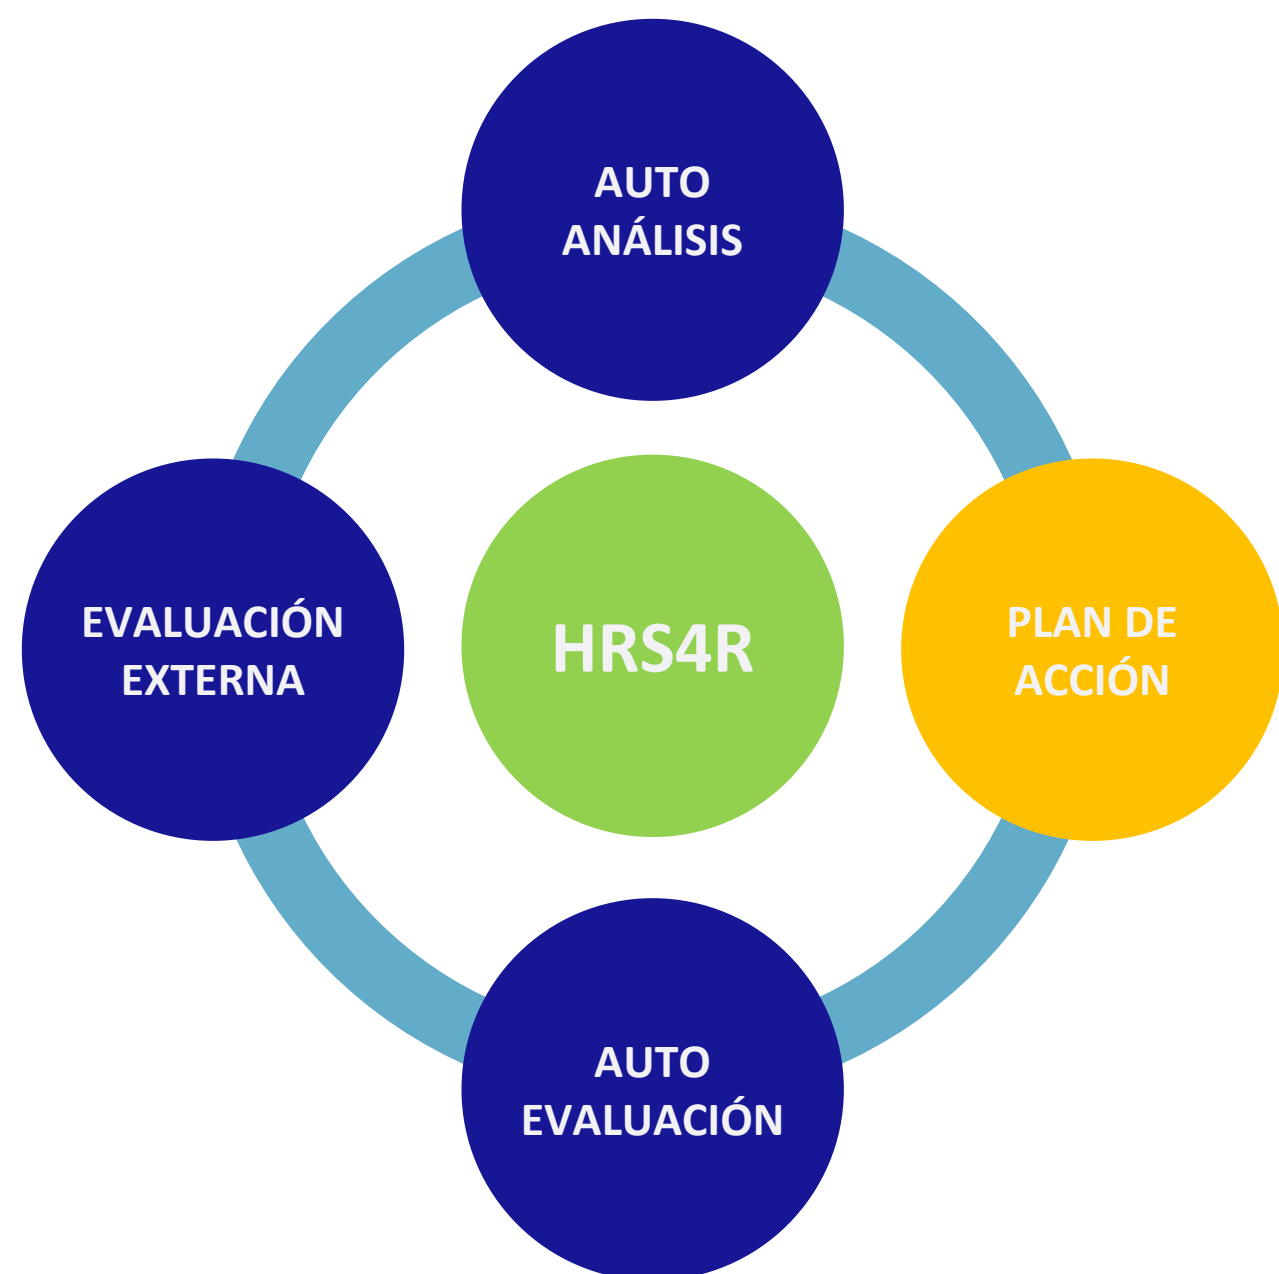 AUTO
ANÁLISIS
EVALUACIÓN
EXTERNA
HRS4R
PLAN DE
ACCIÓN
AUTO
EVALUACIÓN